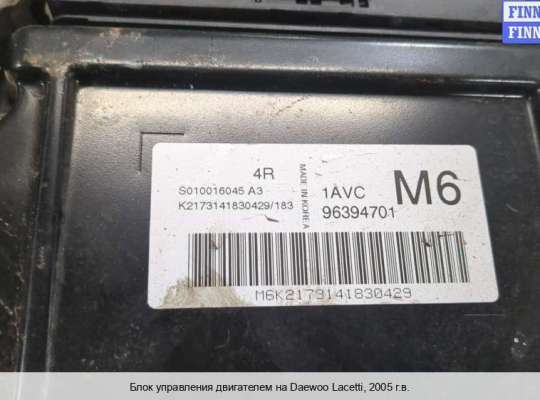 FINN
FINN
4R
S010016045 A3
K2173141830429/183
MADE IN KOREA
1AVC
M6
96394701
M6K2173141830429
Блок управления двигателем на Daewoo Lacetti, 2005 г.в.